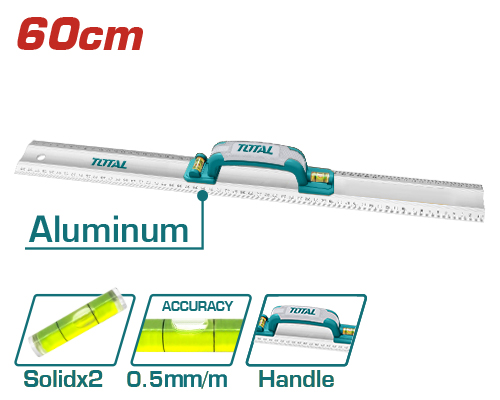 60cm
TOTAL
TOTAL
Aluminum
ACCURACY
TOTAL
Solidx2
0.5mm/m
Handle